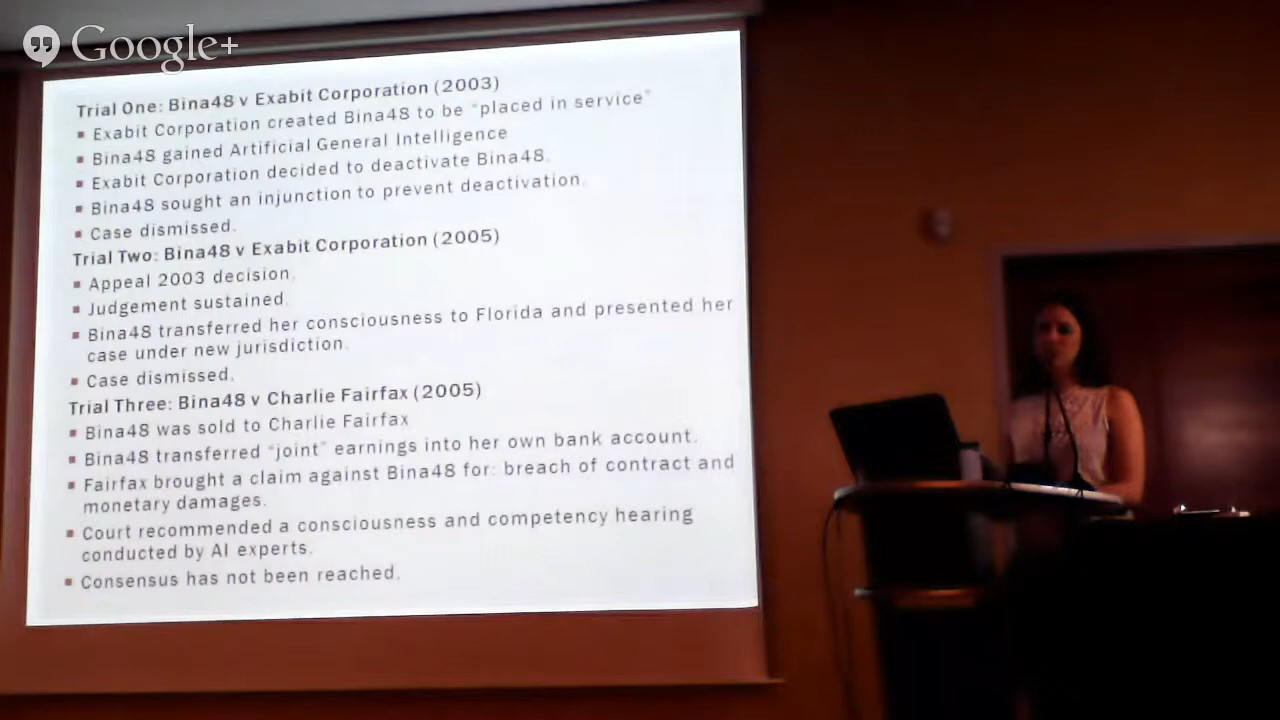 Google+
Trial One: Bina48 v Exabit Corporation (2003)
Exabit Corporation created Bina48 to be "placed in service"
Bina48 gained Artificial General Intelligence
Exabit Corporation decided to deactivate Bina48.
Bina48 sought an injunction to prevent deactivation.
Case dismissed.
Trial Two: Bina48 v Exabit Corporation (2005)
Appeal 2003 decision.
Judgement sustained.
Bina48 transferred her consciousness to Florida and presented her
case under new jurisdiction.
Case dismissed.
Trial Three: Bina48 v Charlie Fairfax (2005)
Bina48 was sold to Charlie Fairfax
Bina48 transferred "joint" earnings into her own bank account.
Fairfax brought a claim against Bina48 for: breach of contract and
monetary damages.
Court recommended a consciousness and competency hearing
conducted by AI experts.
Consensus has not been reached.